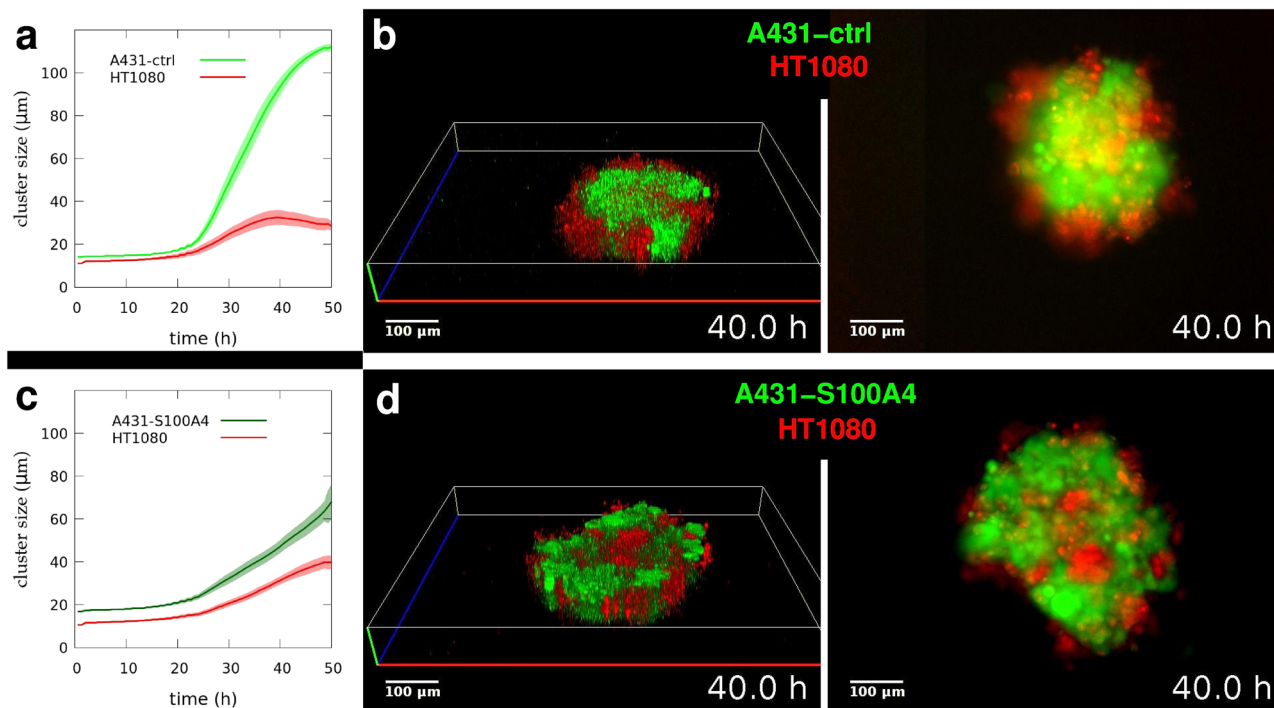 a
A431-ctrl
HT1080
cluster size (μm)
100
80
60
40
20
0
0 10 20 30 40 50
time (h)
b
A431–ctrl
HT1080
100 μm
40.0 h
100 μm
40.0 h
c
A431-S100A4
HT1080
cluster size (μm)
100
80
60
40
20
0
0 10 20 30 40 50
time (h)
d
A431–S100A4
HT1080
100 μm
40.0 h
100 μm
40.0 h